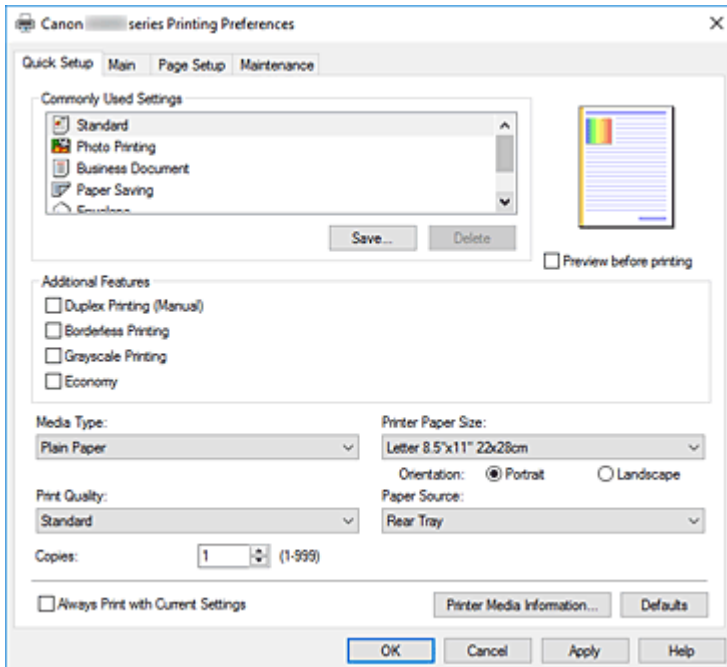 Canon series Printing Preferences
Quick Setup Main Page Setup Maintenance
Commonly Used Settings
Standard
Photo Printing
Business Document
Paper Saving
Envelope
Save... Delete
Preview before printing
Additional Features
Duplex Printing (Manual)
Borderless Printing
Grayscale Printing
Economy
Media Type: Printer Paper Size:
Plain Paper Letter 8.5"x11" 22x28cm
Orientation: Portrait Landscape
Print Quality: Paper Source:
Standard Rear Tray
Copies: 1 (1-999)
Always Print with Current Settings Printer Media Information... Defaults
OK Cancel Apply Help